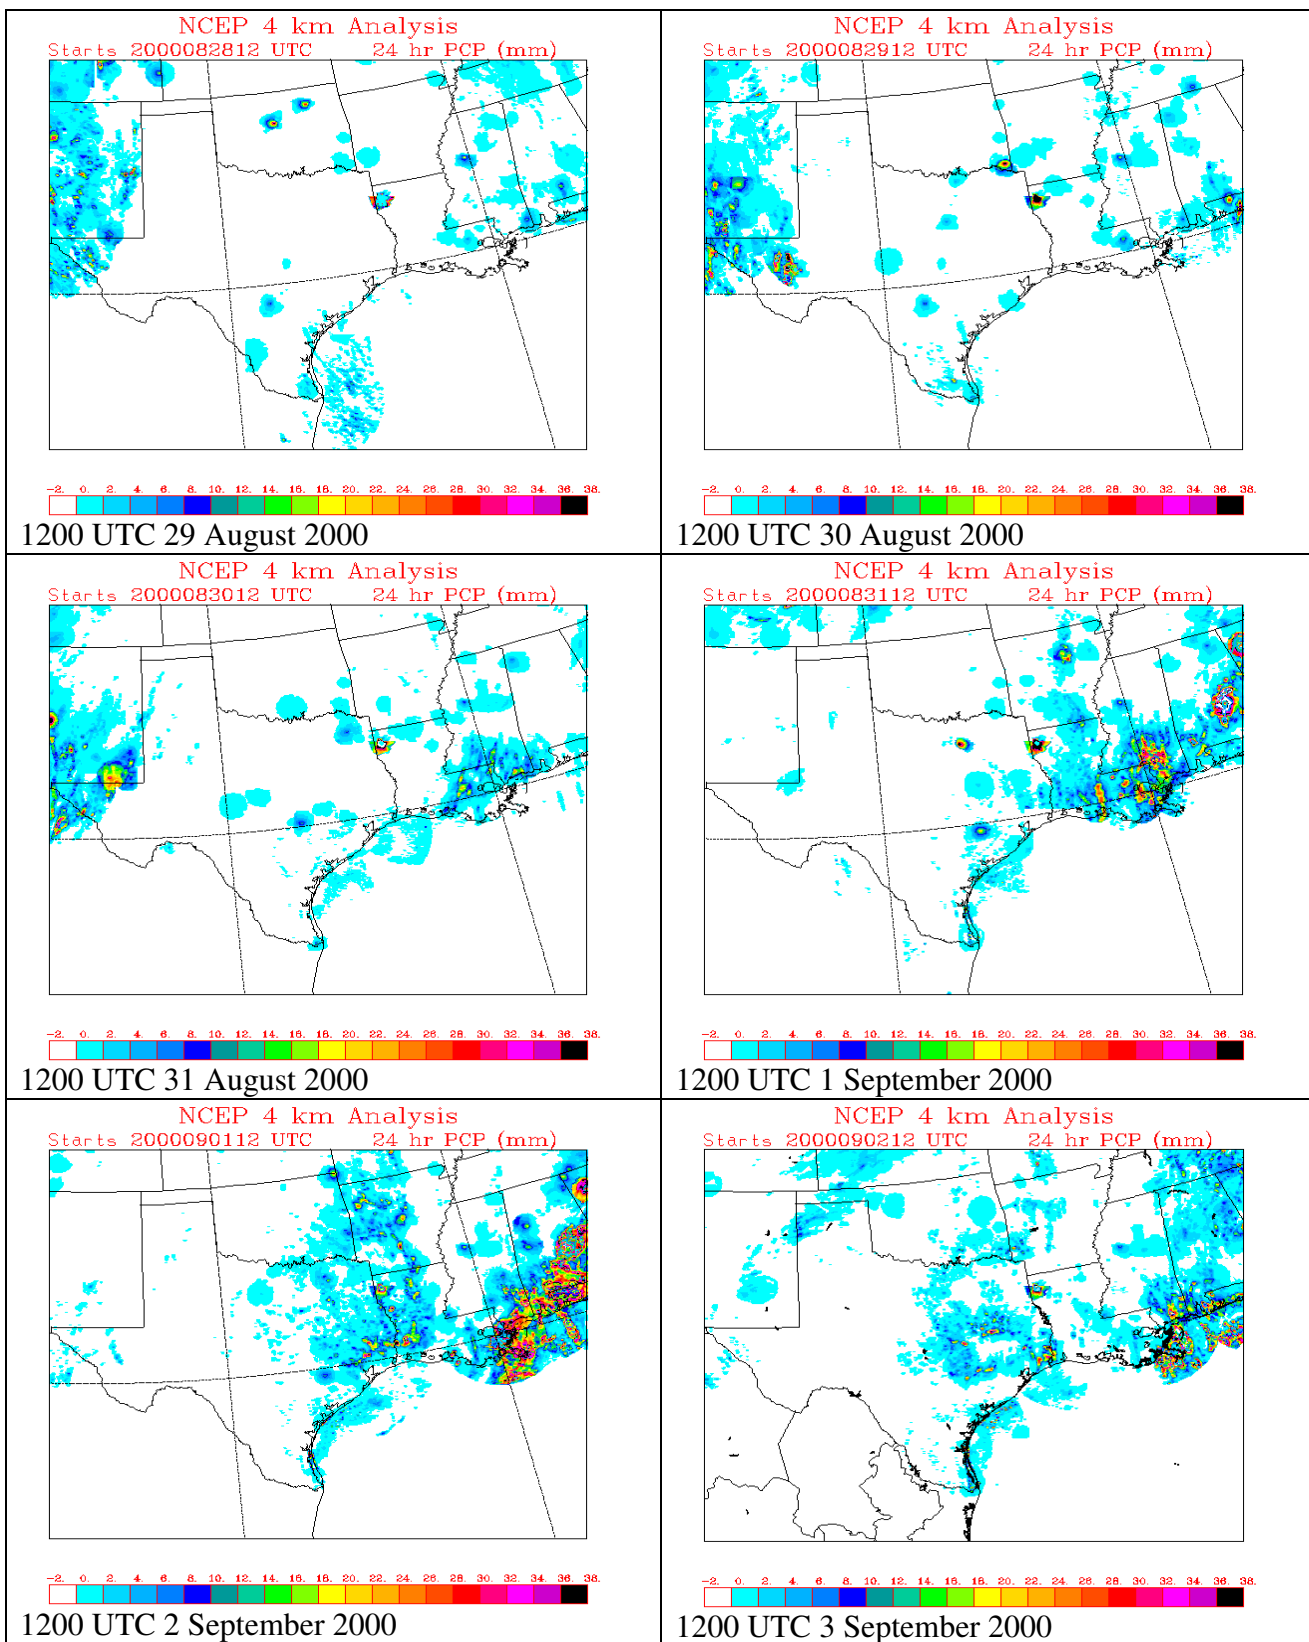 NCEP 4 km Analysis
Starts 2000082812 UTC 24 hr PCP (mm)
-2. 0. 2. 4. 6. 8. 10. 12. 14. 16. 18. 20. 22. 24. 26. 28. 30. 32. 34. 36. 38.
1200 UTC 29 August 2000
NCEP 4 km Analysis
Starts 2000082912 UTC 24 hr PCP (mm)
-2. 0. 2. 4. 6. 8. 10. 12. 14. 16. 18. 20. 22. 24. 26. 28. 30. 32. 34. 36. 38.
1200 UTC 30 August 2000
NCEP 4 km Analysis
Starts 2000083012 UTC 24 hr PCP (mm)
-2. 0. 2. 4. 6. 8. 10. 12. 14. 16. 18. 20. 22. 24. 26. 28. 30. 32. 34. 36. 38.
1200 UTC 31 August 2000
NCEP 4 km Analysis
Starts 2000083112 UTC 24 hr PCP (mm)
-2. 0. 2. 4. 6. 8. 10. 12. 14. 16. 18. 20. 22. 24. 26. 28. 30. 32. 34. 36. 38.
1200 UTC 1 September 2000
NCEP 4 km Analysis
Starts 2000090112 UTC 24 hr PCP (mm)
-2. 0. 2. 4. 6. 8. 10. 12. 14. 16. 18. 20. 22. 24. 26. 28. 30. 32. 34. 36. 38.
1200 UTC 2 September 2000
NCEP 4 km Analysis
Starts 2000090212 UTC 24 hr PCP (mm)
-2. 0. 2. 4. 6. 8. 10. 12. 14. 16. 18. 20. 22. 24. 26. 28. 30. 32. 34. 36. 38.
1200 UTC 3 September 2000